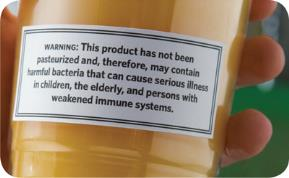 WARNING: This product has not been
pasteurized and, therefore, may contain
harmful bacteria that can cause serious illness
in children, the elderly, and persons with
weakened immune systems.